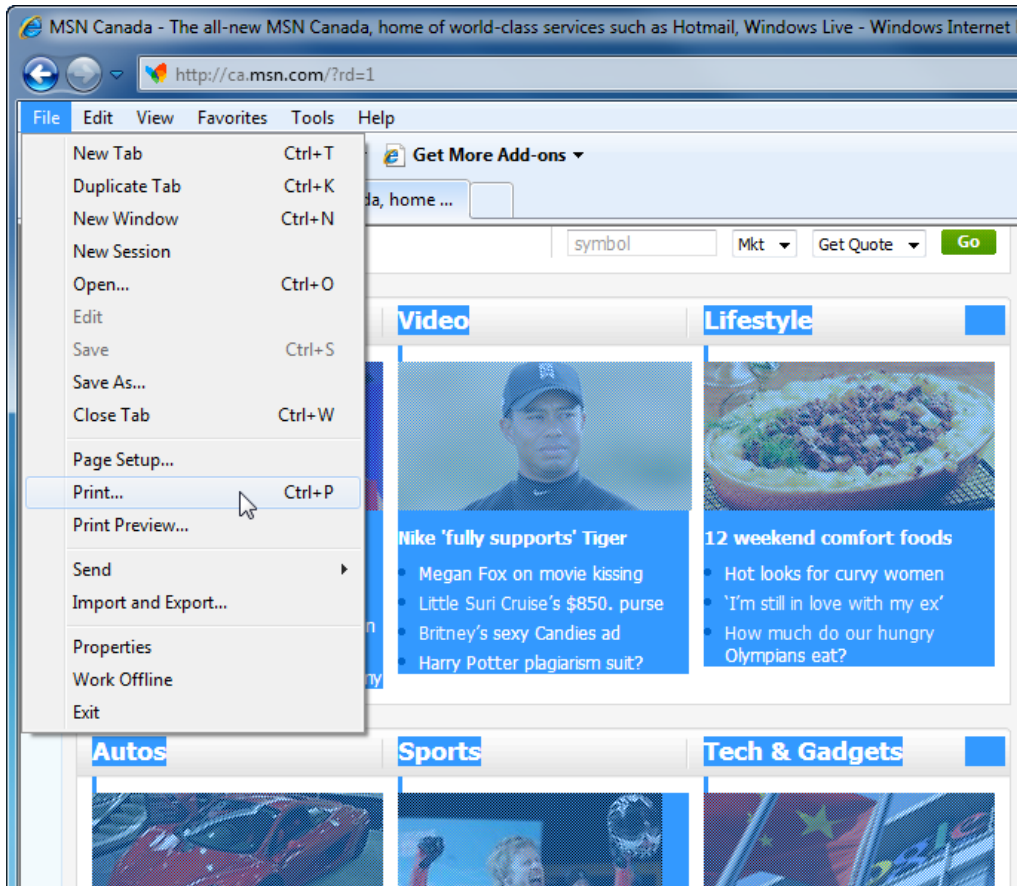 MSN Canada - The all-new MSN Canada, home of world-class services such as Hotmail, Windows Live - Windows Internet
http://ca.msn.com/?rd=1
File Edit View Favorites Tools Help
Get More Add-ons
da, home ...
New Tab Ctrl+T
Duplicate Tab Ctrl+K
New Window Ctrl+N
New Session
Open... Ctrl+O
Edit
Save Ctrl+S
Save As...
Close Tab Ctrl+W
Page Setup...
Print... Ctrl+P
Print Preview...
Send
Import and Export...
Properties
Work Offline
Exit
symbol Mkt Get Quote Go
Video
Nike 'fully supports' Tiger
Megan Fox on movie kissing
Little Suri Cruise's $850. purse
Britney's sexy Candies ad
Harry Potter plagiarism suit?
Lifestyle
12 weekend comfort foods
Hot looks for curvy women
'I'm still in love with my ex'
How much do our hungry
Olympians eat?
Autos
Sports
Tech & Gadgets